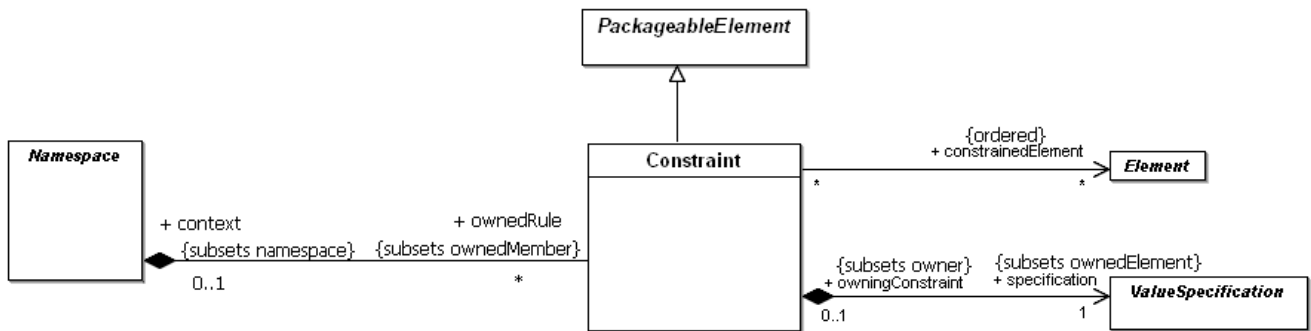 PackageableElement
Namespace
Constraint
{ordered}
+ constrainedElement
Element
*
*
+ context
+ ownedRule
{subsets namespace}
{subsets ownedMember}
0..1
*
{subsets owner}
{subsets ownedElement}
+ owningConstraint
+ specification
ValueSpecification
0..1
1